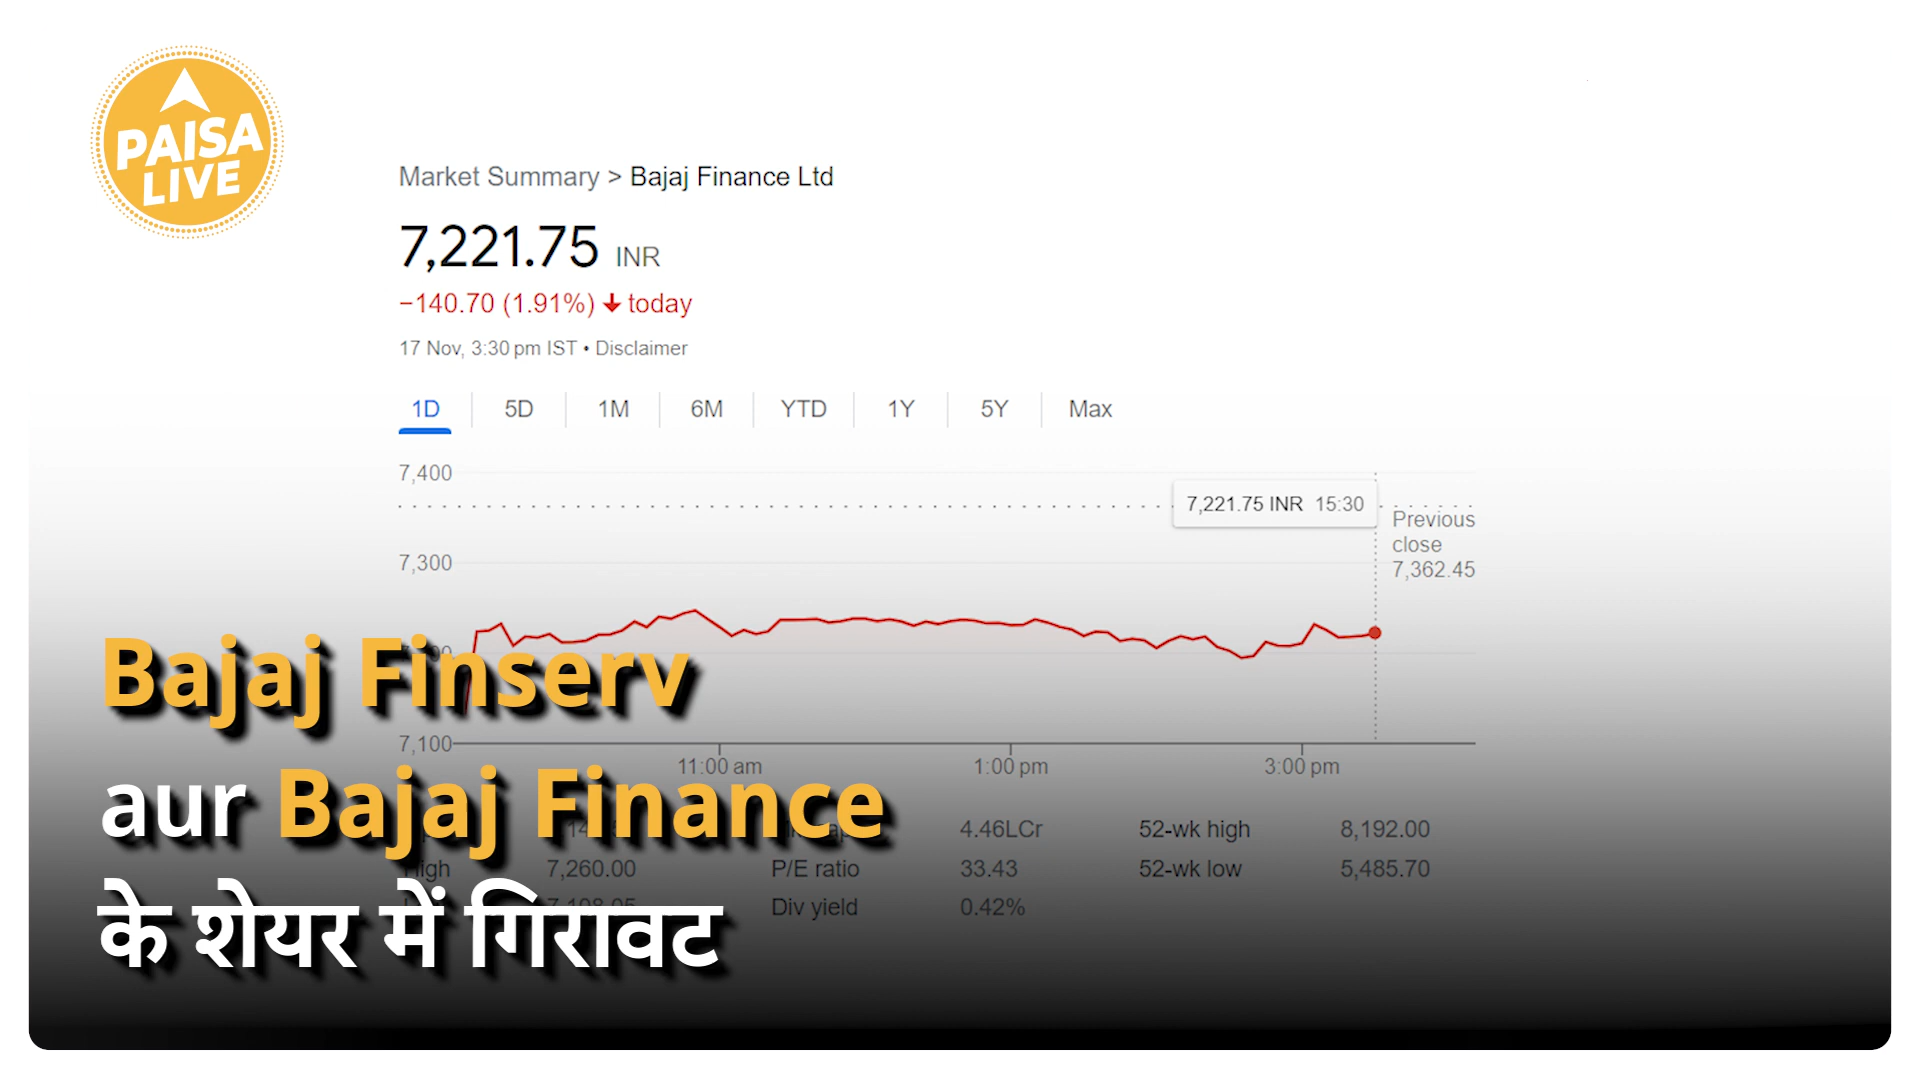 PAISA
LIVE
Market Summary > Bajaj Finance Ltd
7,221.75 INR
−140.70 (1.91%) ↓ today
17 Nov, 3:30 pm IST • Disclaimer
1D 5D 1M 6M YTD 1Y 5Y Max
7,400
7,221.75 INR 15:30
Previous
close
7,362.45
7,300
Bajaj Finserv
7,100
11:00 am 1:00 pm 3:00 pm
aur Bajaj Finance
4.46LCr 52-wk high 8,192.00
High 7,260.00 P/E ratio 33.43 52-wk low 5,485.70
Div yield 0.42%
के शेयर में गिरावट